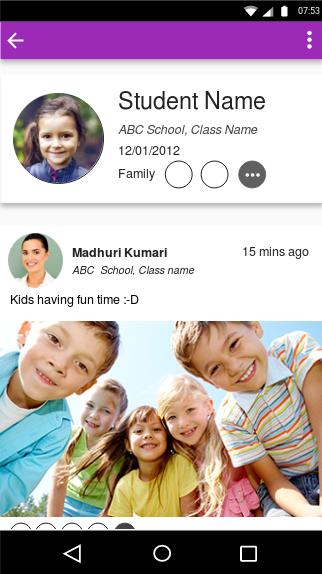 07:53
Student Name
ABC School, Class Name
12/01/2012
Family
Madhuri Kumari
15 mins ago
ABC School, Class name
Kids having fun time :-D